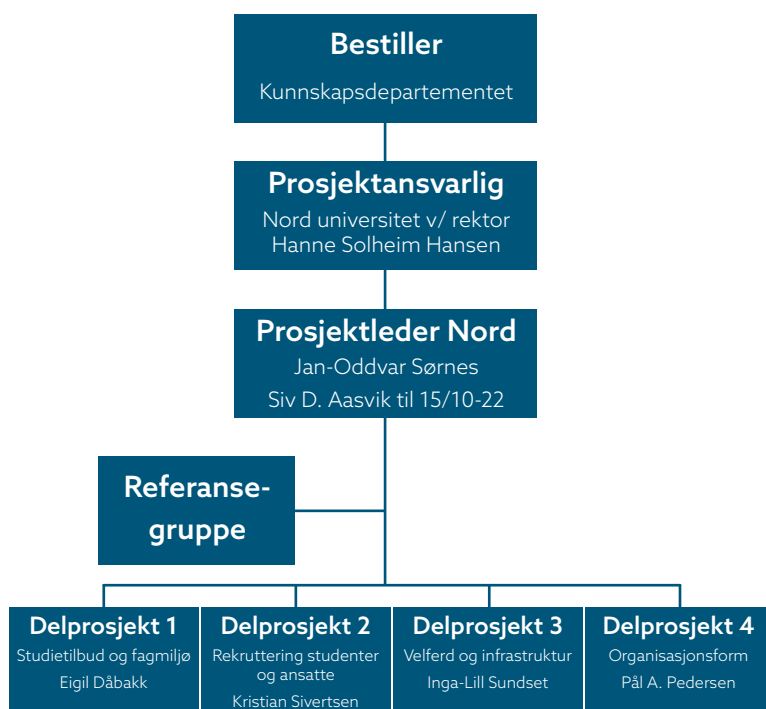 Bestiller
Kunnskapsdepartementet
Prosjektansvarlig
Nord universitet v/ rektor
Hanne Solheim Hansen
Prosjektleder Nord
Jan-Oddvar Sørnes
Siv D. Aasvik til 15/10-22
Referanse-
gruppe
Delprosjekt 1
Studietilbud og fagmiljø
Eigil Dåbakk
Delprosjekt 2
Rekruttering studenter
og ansatte
Kristian Sivertsen
Delprosjekt 3
Velferd og infrastruktur
Inga-Lill Sundset
Delprosjekt 4
Organisasjonsform
Pål A. Pedersen